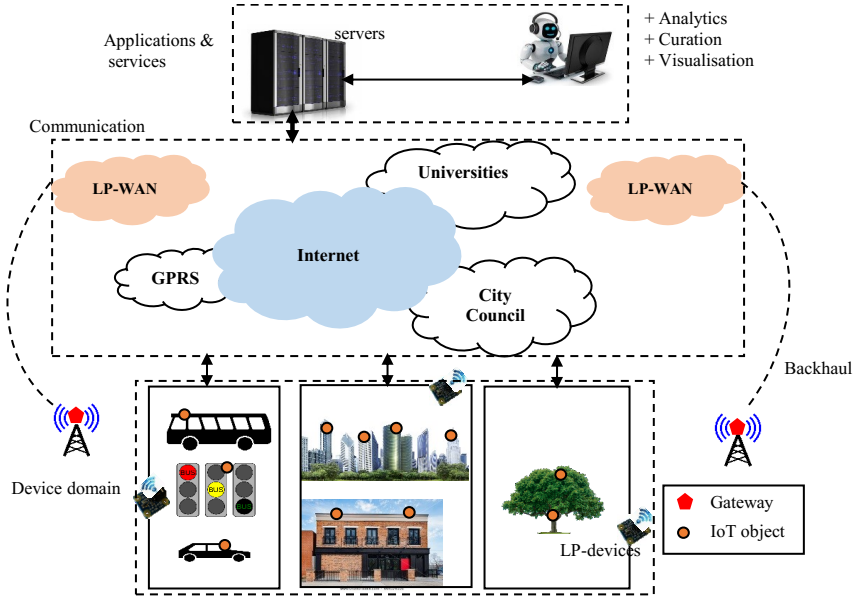 Applications &
services
servers
+ Analytics
+ Curation
+ Visualisation
Communication
LP-WAN
Universities
LP-WAN
Internet
GPRS
City
Council
Backhaul
Device domain
BUS
BUS
BUS
LP-devices
Gateway
IoT object